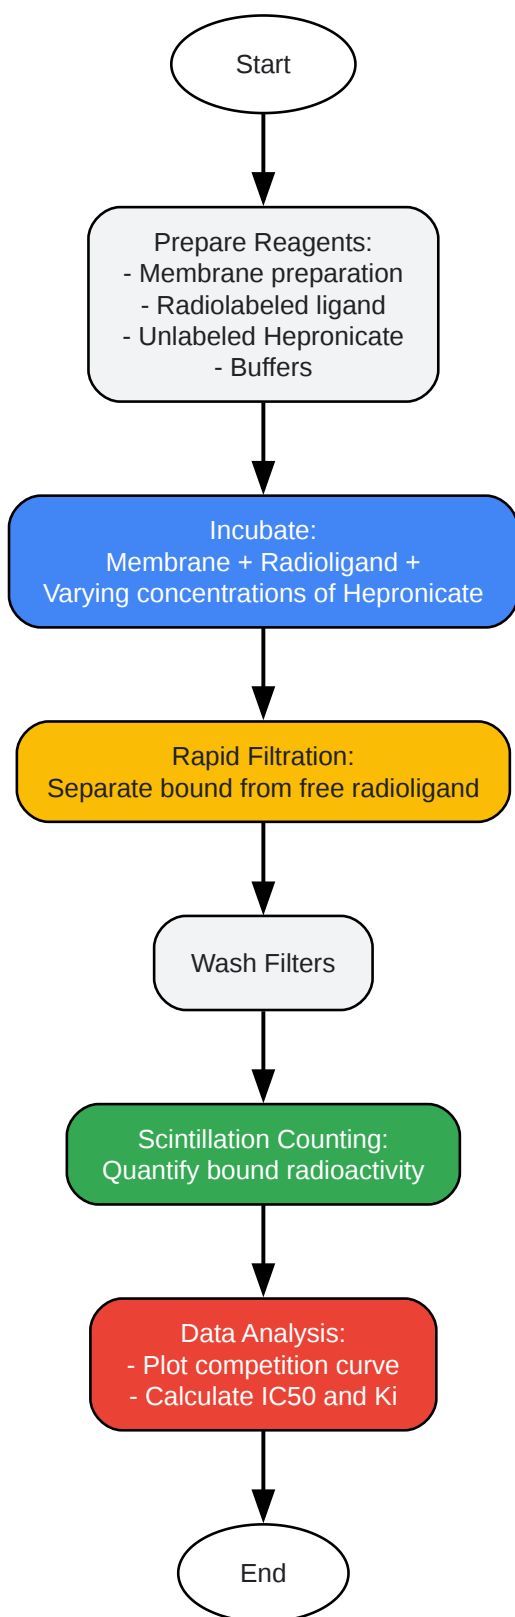 Start
Prepare Reagents:
- Membrane preparation
- Radiolabeled ligand
- Unlabeled Hepronicate
- Buffers
Incubate:
Membrane + Radioligand +
Varying concentrations of Hepronicate
Rapid Filtration:
Separate bound from free radioligand
Wash Filters
Scintillation Counting:
Quantify bound radioactivity
Data Analysis:
- Plot competition curve
- Calculate IC50 and Ki
End